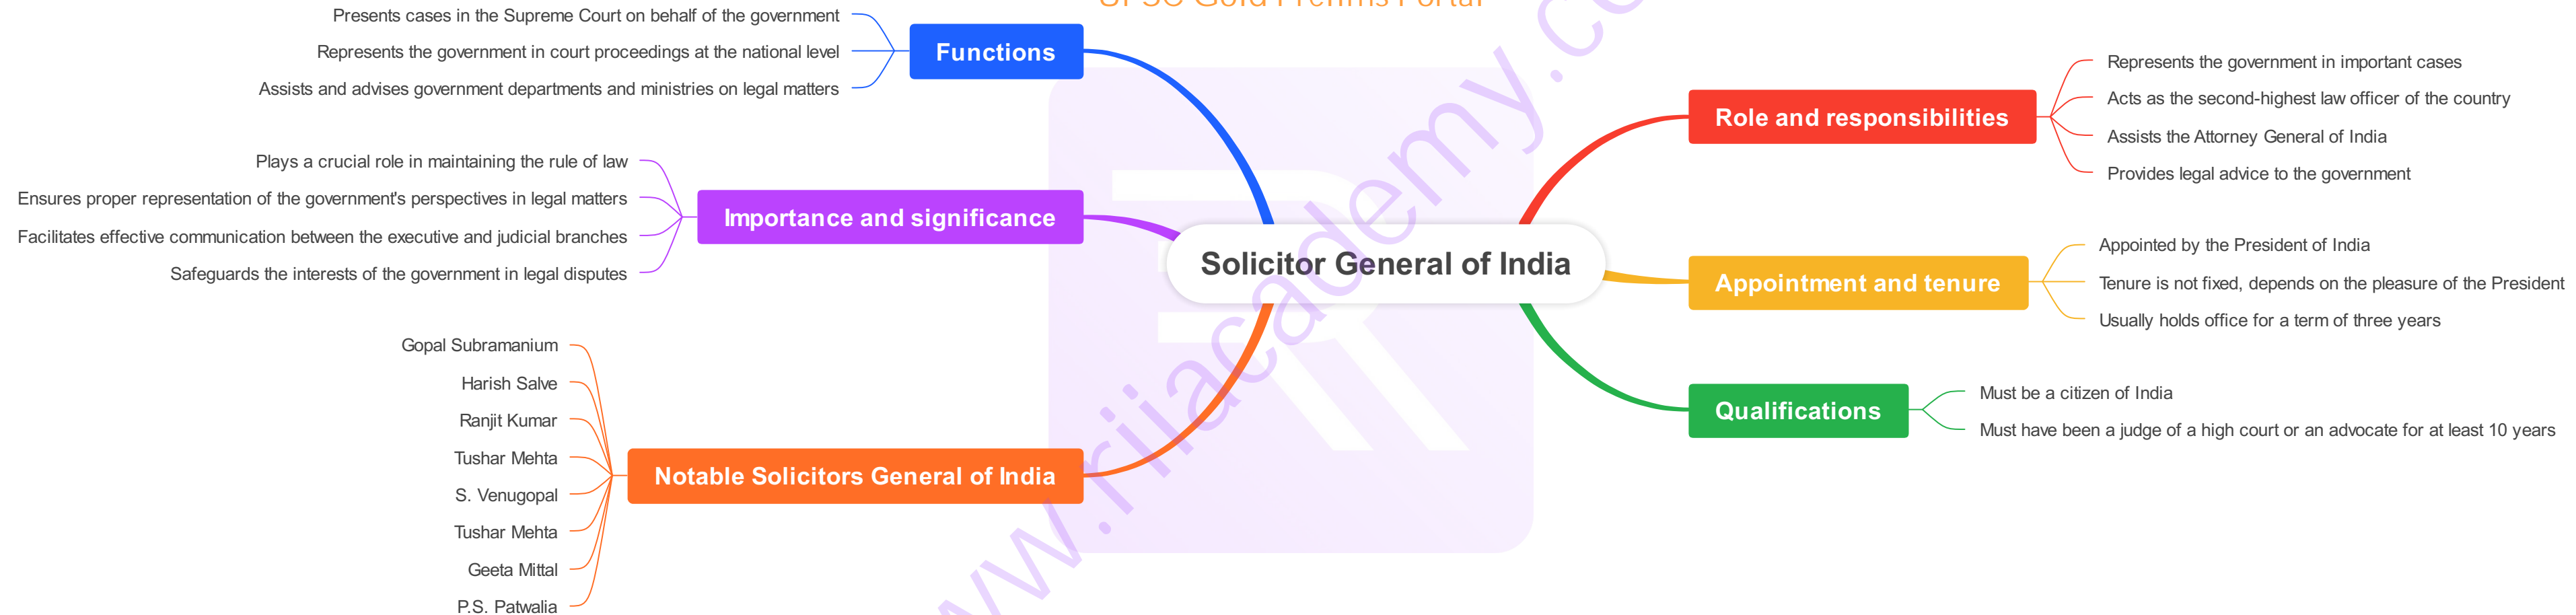 UPSC Gold Prelims Portal
Functions
Presents cases in the Supreme Court on behalf of the government
Represents the government in court proceedings at the national level
Assists and advises government departments and ministries on legal matters
Importance and significance
Plays a crucial role in maintaining the rule of law
Ensures proper representation of the government's perspectives in legal matters
Facilitates effective communication between the executive and judicial branches
Safeguards the interests of the government in legal disputes
Notable Solicitors General of India
Gopal Subramanium
Harish Salve
Ranjit Kumar
Tushar Mehta
S. Venugopal
Tushar Mehta
Geeta Mittal
P.S. Patwalia
Solicitor General of India
Role and responsibilities
Represents the government in important cases
Acts as the second-highest law officer of the country
Assists the Attorney General of India
Provides legal advice to the government
Appointment and tenure
Appointed by the President of India
Tenure is not fixed, depends on the pleasure of the President
Usually holds office for a term of three years
Qualifications
Must be a citizen of India
Must have been a judge of a high court or an advocate for at least 10 years